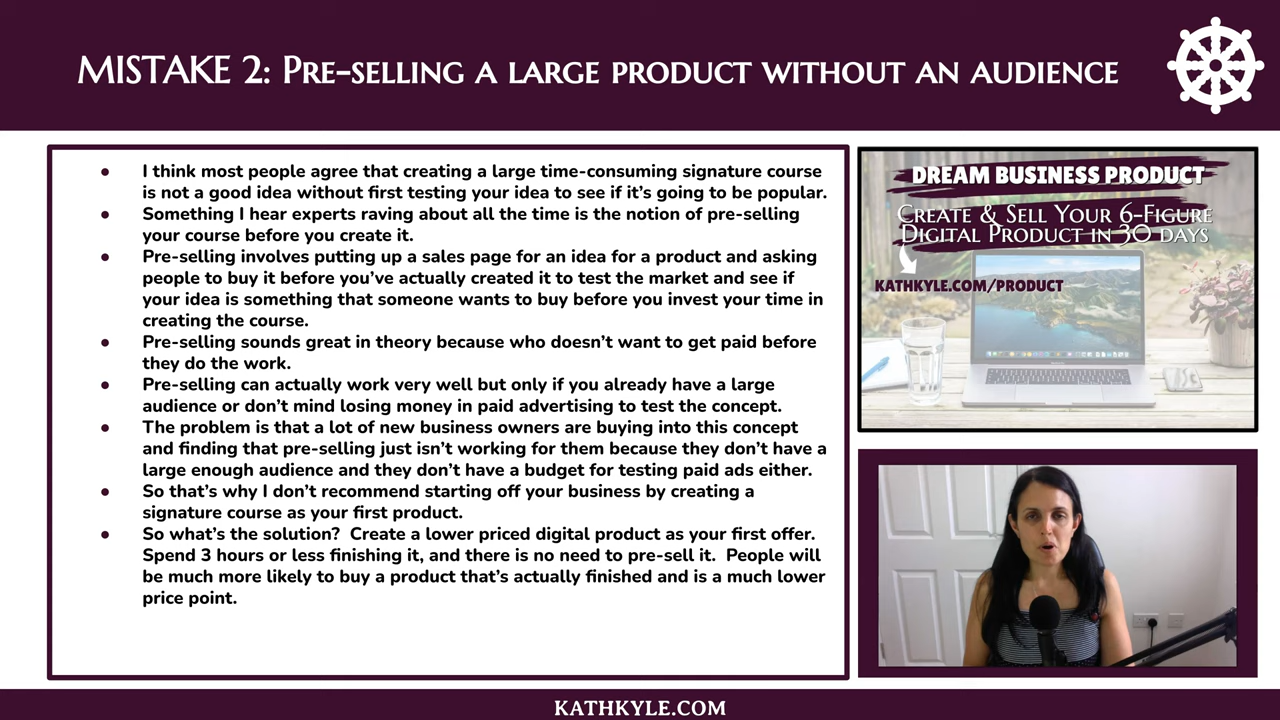 MISTAKE 2: Pre-selling a large product without an audience
• I think most people agree that creating a large time-consuming signature course
is not a good idea without first testing your idea to see if it’s going to be popular.
• Something I hear experts raving about all the time is the notion of pre-selling
your course before you create it.
• Pre-selling involves putting up a sales page for an idea for a product and asking
people to buy it before you’ve actually created it to test the market and see if
your idea is something that someone wants to buy before you invest your time in
creating the course.
• Pre-selling sounds great in theory because who doesn’t want to get paid before
they do the work.
• Pre-selling can actually work very well but only if you already have a large
audience or don’t mind losing money in paid advertising to test the concept.
• The problem is that a lot of new business owners are buying into this concept
and finding that pre-selling just isn’t working for them because they don’t have a
large enough audience and they don’t have a budget for testing paid ads either.
• So that’s why I don’t recommend starting off your business by creating a
signature course as your first product.
• So what’s the solution?  Create a lower priced digital product as your first offer.
Spend 3 hours or less finishing it, and there is no need to pre-sell it.  People will
be much more likely to buy a product that’s actually finished and is a much lower
price point.
DREAM BUSINESS PRODUCT
Create & Sell Your 6-Figure
Digital Product in 30 days
KATHKYLE.COM/PRODUCT
KATHKYLE.COM